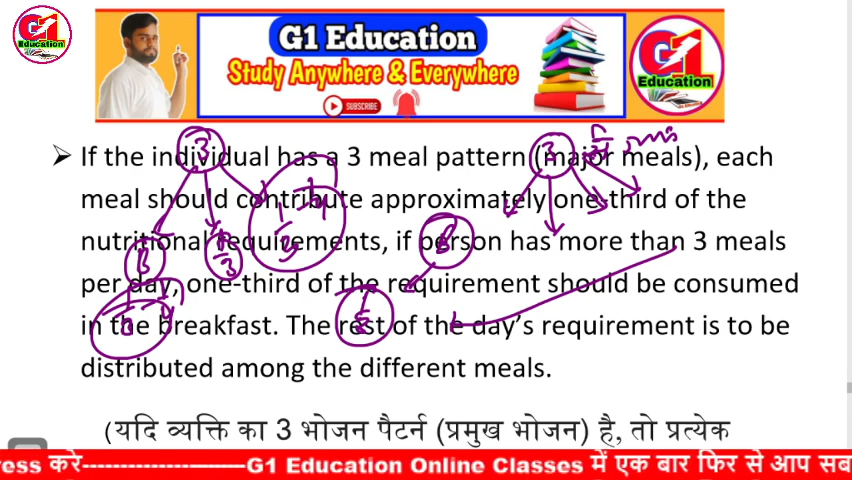 G1
Education
G1 Education
Study Anywhere & Everywhere
SUBSCRIBE
G1
Education
➤ If the individual has a 3 meal pattern (major meals), each
meal should contribute approximately one-third of the
nutritional requirements, if person has more than 3 meals
per day, one-third of the requirement should be consumed
in the breakfast. The rest of the day's requirement is to be
distributed among the different meals.
(यदि व्यक्ति का 3 भोजन पैटर्न (प्रमुख भोजन) है, तो प्रत्येक
ress करे-----------------------G1 Education Online Classes में एक बार फिर से आप सब